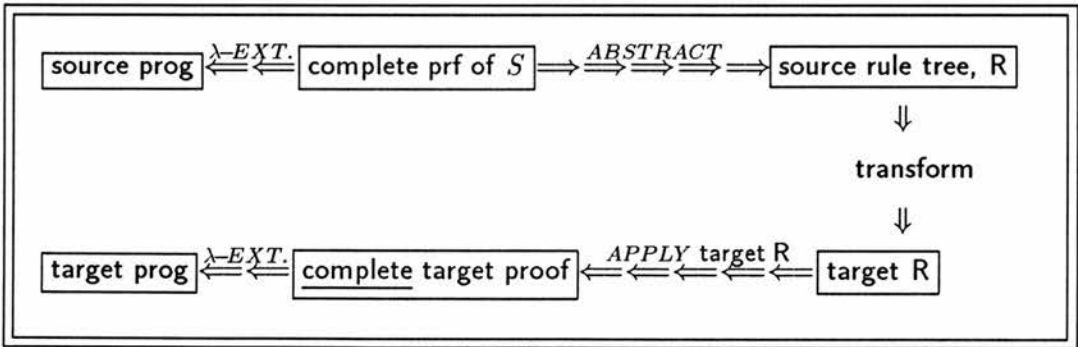 source prog ⇐⇐ λ–EXT. complete prf of S ⇒⇒⇒⇒⇒ ABSTRACT source rule tree, R
⇓
transform
⇓
target prog ⇐⇐ λ–EXT. complete target proof ⇐⇐⇐⇐⇐ APPLY target R target R